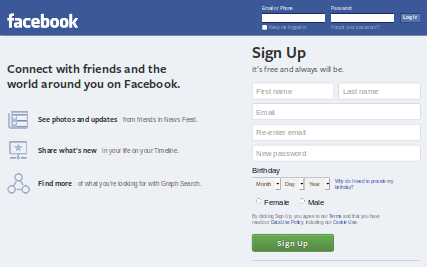 facebook
Email or Phone
Password
Log In
Keep me logged in
Forgot your password?
Connect with friends and the
world around you on Facebook.
See photos and updates from friends in News Feed.
Share what's new in your life on your Timeline.
Find more of what you're looking for with Graph Search.
Sign Up
It's free and always will be.
First name
Last name
Email
Re-enter email
New password
Birthday
Month Day Year
Why do I need to provide my
birthday?
Female Male
By clicking Sign Up, you agree to our Terms and that you have
read our Data Use Policy, including our Cookie Use.
Sign Up